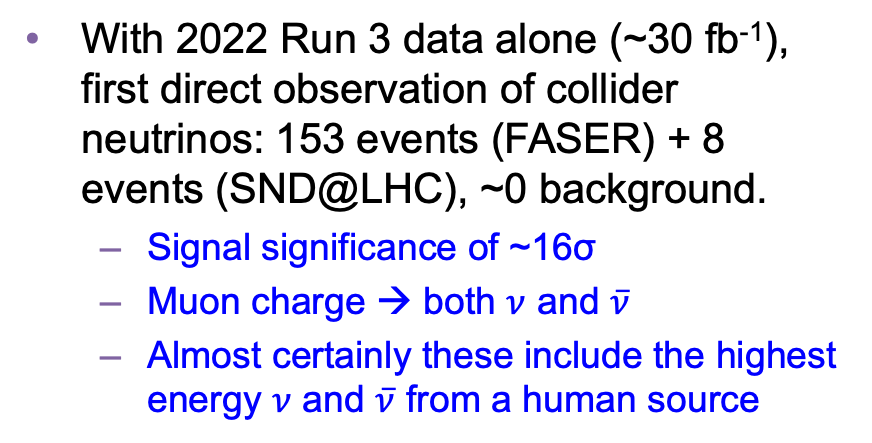 • With 2022 Run 3 data alone (~30 fb⁻¹),
first direct observation of collider
neutrinos: 153 events (FASER) + 8
events (SND@LHC), ~0 background.
– Signal significance of ~16σ
– Muon charge → both ν and ν̄
– Almost certainly these include the highest
energy ν and ν̄ from a human source